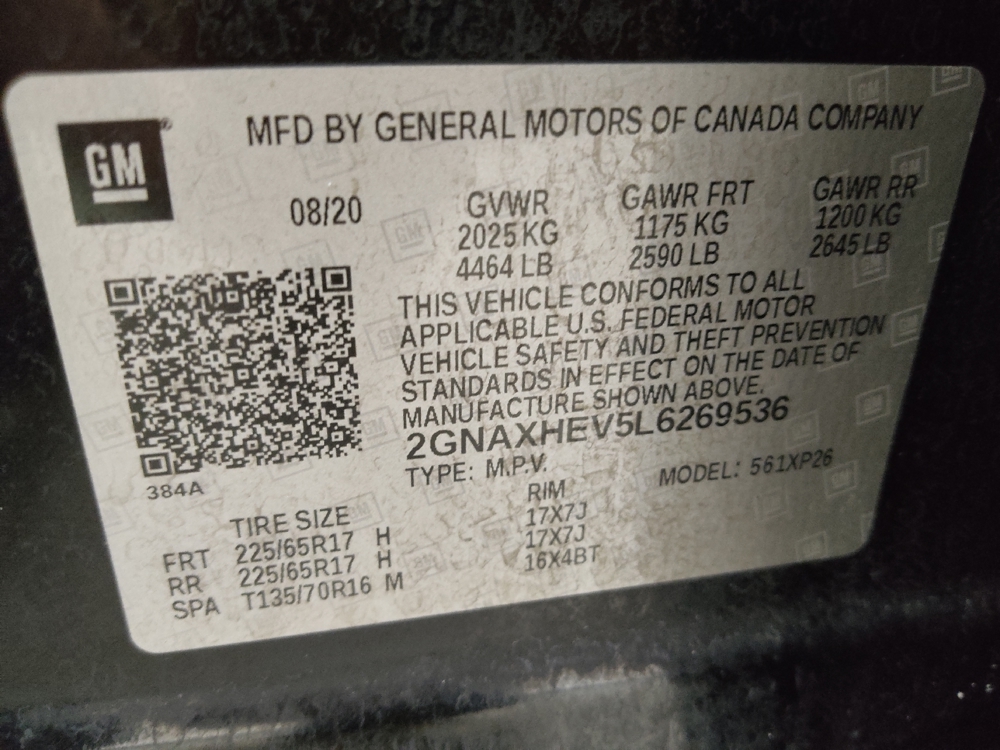 GM
MFD BY GENERAL MOTORS OF CANADA COMPANY
08/20
GVWR GAWR FRT GAWR RR
2025 KG 1175 KG 1200 KG
4464 LB 2590 LB 2645 LB
THIS VEHICLE CONFORMS TO ALL
APPLICABLE U.S. FEDERAL MOTOR
VEHICLE SAFETY AND THEFT PREVENTION
STANDARDS IN EFFECT ON THE DATE OF
MANUFACTURE SHOWN ABOVE.
2GNAXHEV5L6269536
TYPE: M.P.V. MODEL: 561XP26
384A
TIRE SIZE RIM
FRT 225/65R17 H 17X7J
RR 225/65R17 H 17X7J
SPA T135/70R16 M 16X4BT